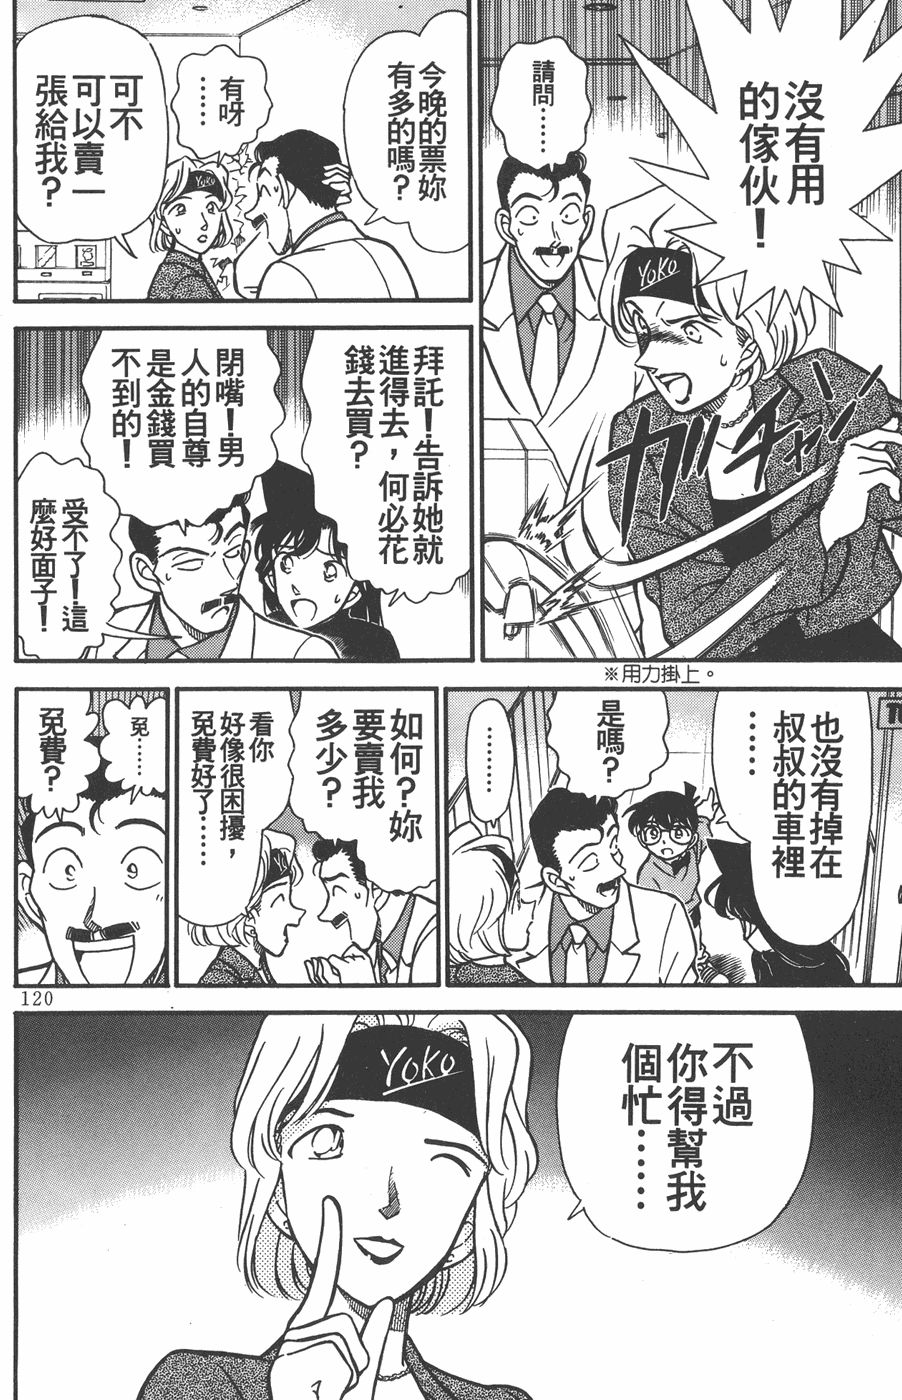 沒有用
的傢伙！
請問……
YOKO
ガチャン
※用力掛上。
今晚的票妳
有多的嗎？
有呀
……
可不
可以賣一
張給我？
YOKO
拜託！告訴她就
進得去，何必花
錢去買？
閉嘴！男
人的自尊
是金錢買
不到的！
受不了！這
麼好面子！
也沒有掉在
叔叔的車裡
……
是嗎？
如何？妳
要賣我
多少？
看你
好像很困擾，
免費好了……
免……
免費？
120
不過
你得幫我
個忙……
YOKO